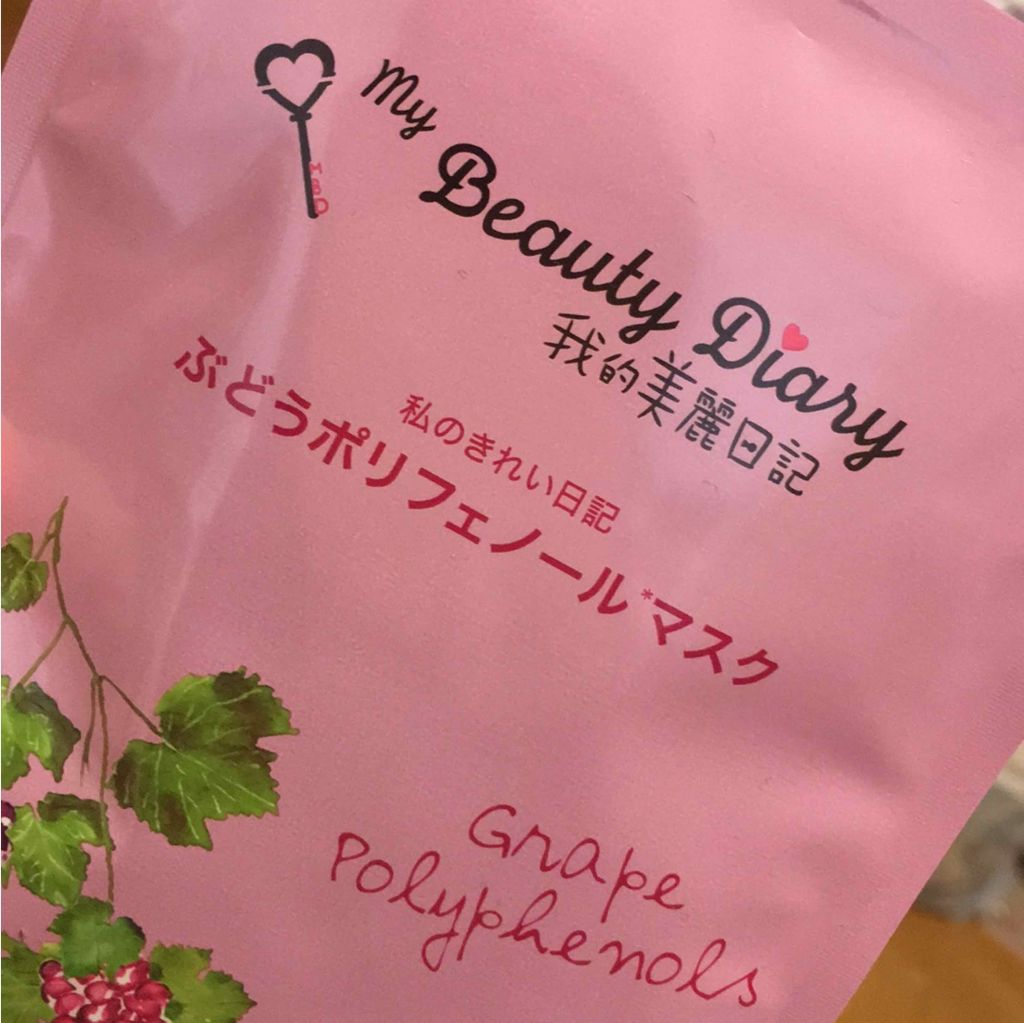 My
Beauty Diary
MBD
我的美麗日記
私のきれい日記
ぶどうポリフェノール*マスク
Grape
Polyphenols